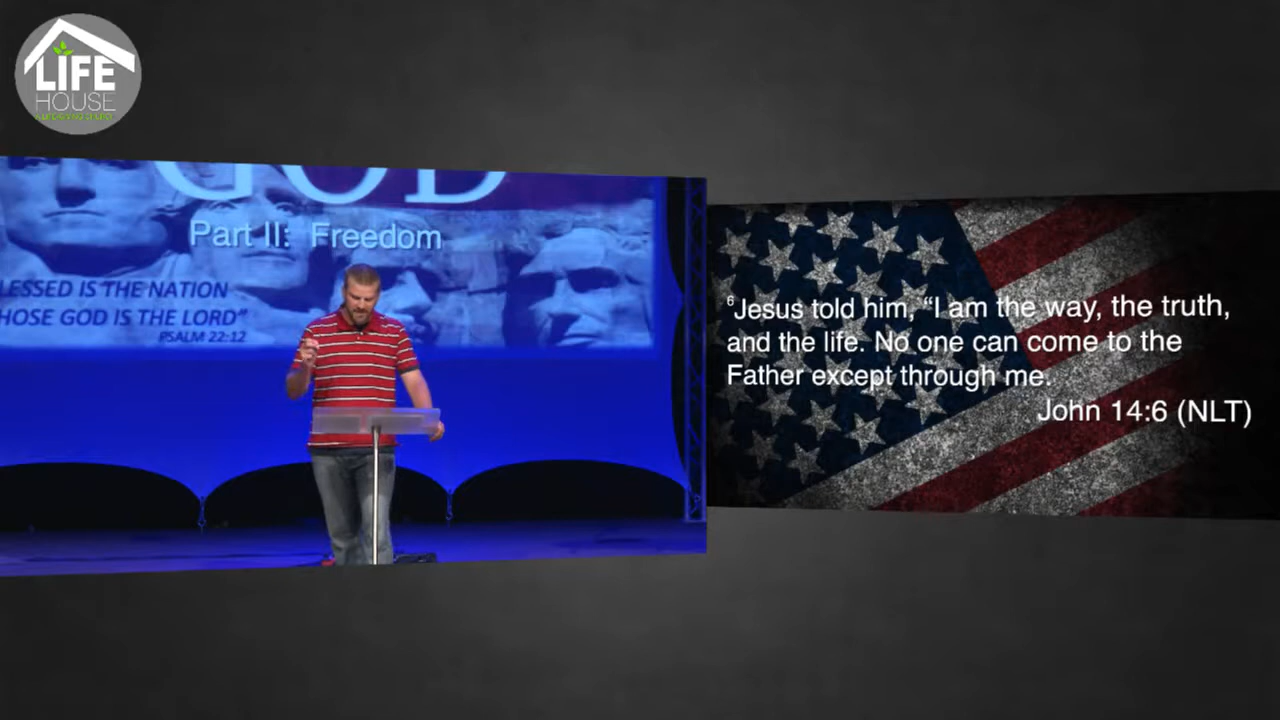 LIFE
HOUSE
GOD
Part II: Freedom
LESSED IS THE NATION
HOSE GOD IS THE LORD"
PSALM 22:12
⁶Jesus told him, “I am the way, the truth,
and the life. No one can come to the
Father except through me.
John 14:6 (NLT)